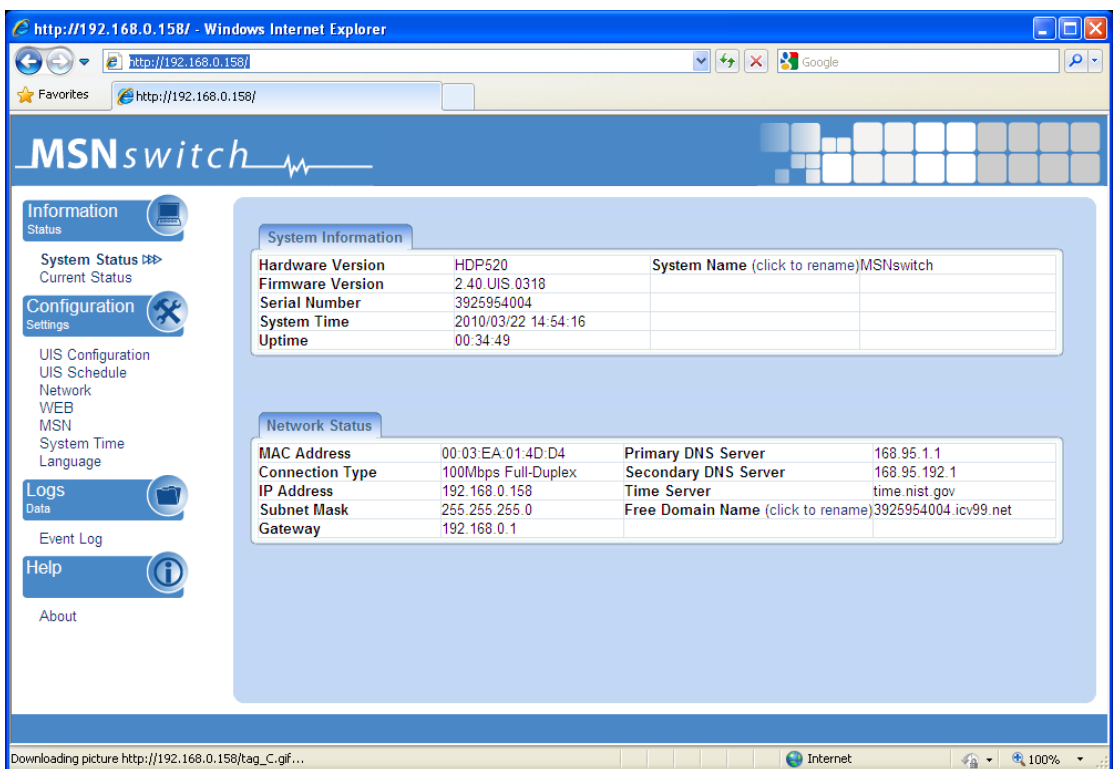 http://192.168.0.158/ - Windows Internet Explorer
http://192.168.0.158/
Google
Favorites
http://192.168.0.158/
MSNswitch
Information
Status
System Status
Current Status
Configuration
Settings
UIS Configuration
UIS Schedule
Network
WEB
MSN
System Time
Language
Logs
Data
Event Log
Help
About
System Information
Hardware Version HDP520 System Name (click to rename)MSNswitch
Firmware Version 2.40.UIS.0318
Serial Number 3925954004
System Time 2010/03/22 14:54:16
Uptime 00:34:49
Network Status
MAC Address 00:03:EA:01:4D:D4 Primary DNS Server 168.95.1.1
Connection Type 100Mbps Full-Duplex Secondary DNS Server 168.95.192.1
IP Address 192.168.0.158 Time Server time.nist.gov
Subnet Mask 255.255.255.0 Free Domain Name (click to rename)3925954004.icv99.net
Gateway 192.168.0.1
Downloading picture http://192.168.0.158/tag_C.gif... Internet 100%